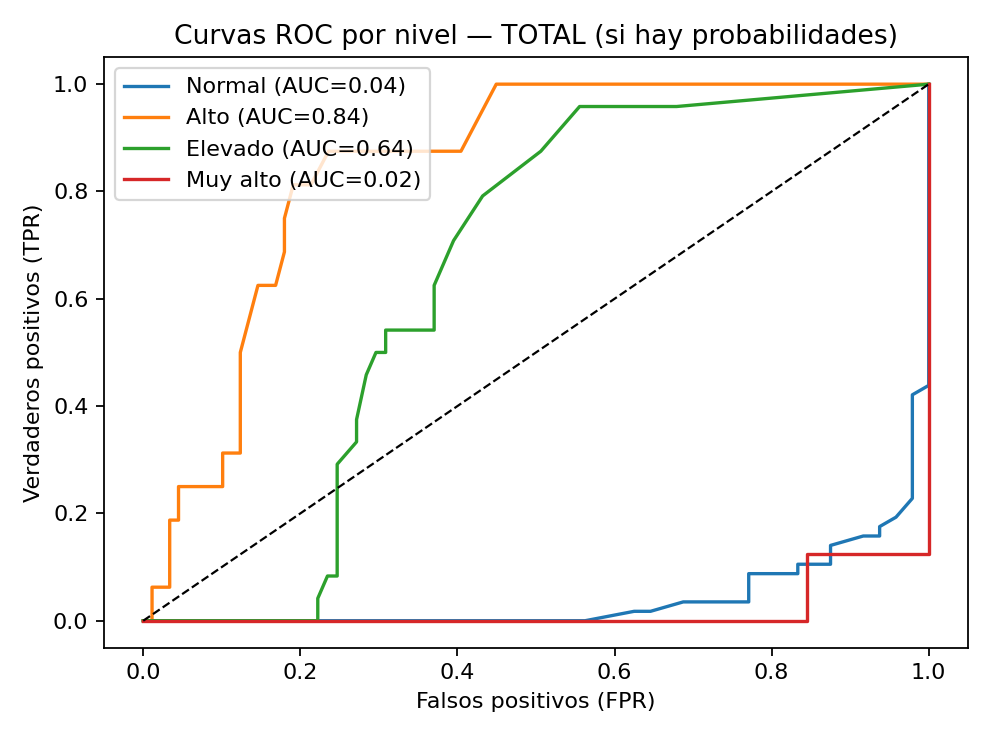 Curvas ROC por nivel — TOTAL (si hay probabilidades)
Normal (AUC=0.04)
Alto (AUC=0.84)
Elevado (AUC=0.64)
Muy alto (AUC=0.02)
Verdaderos positivos (TPR)
1.0
0.8
0.6
0.4
0.2
0.0
0.0 0.2 0.4 0.6 0.8 1.0
Falsos positivos (FPR)